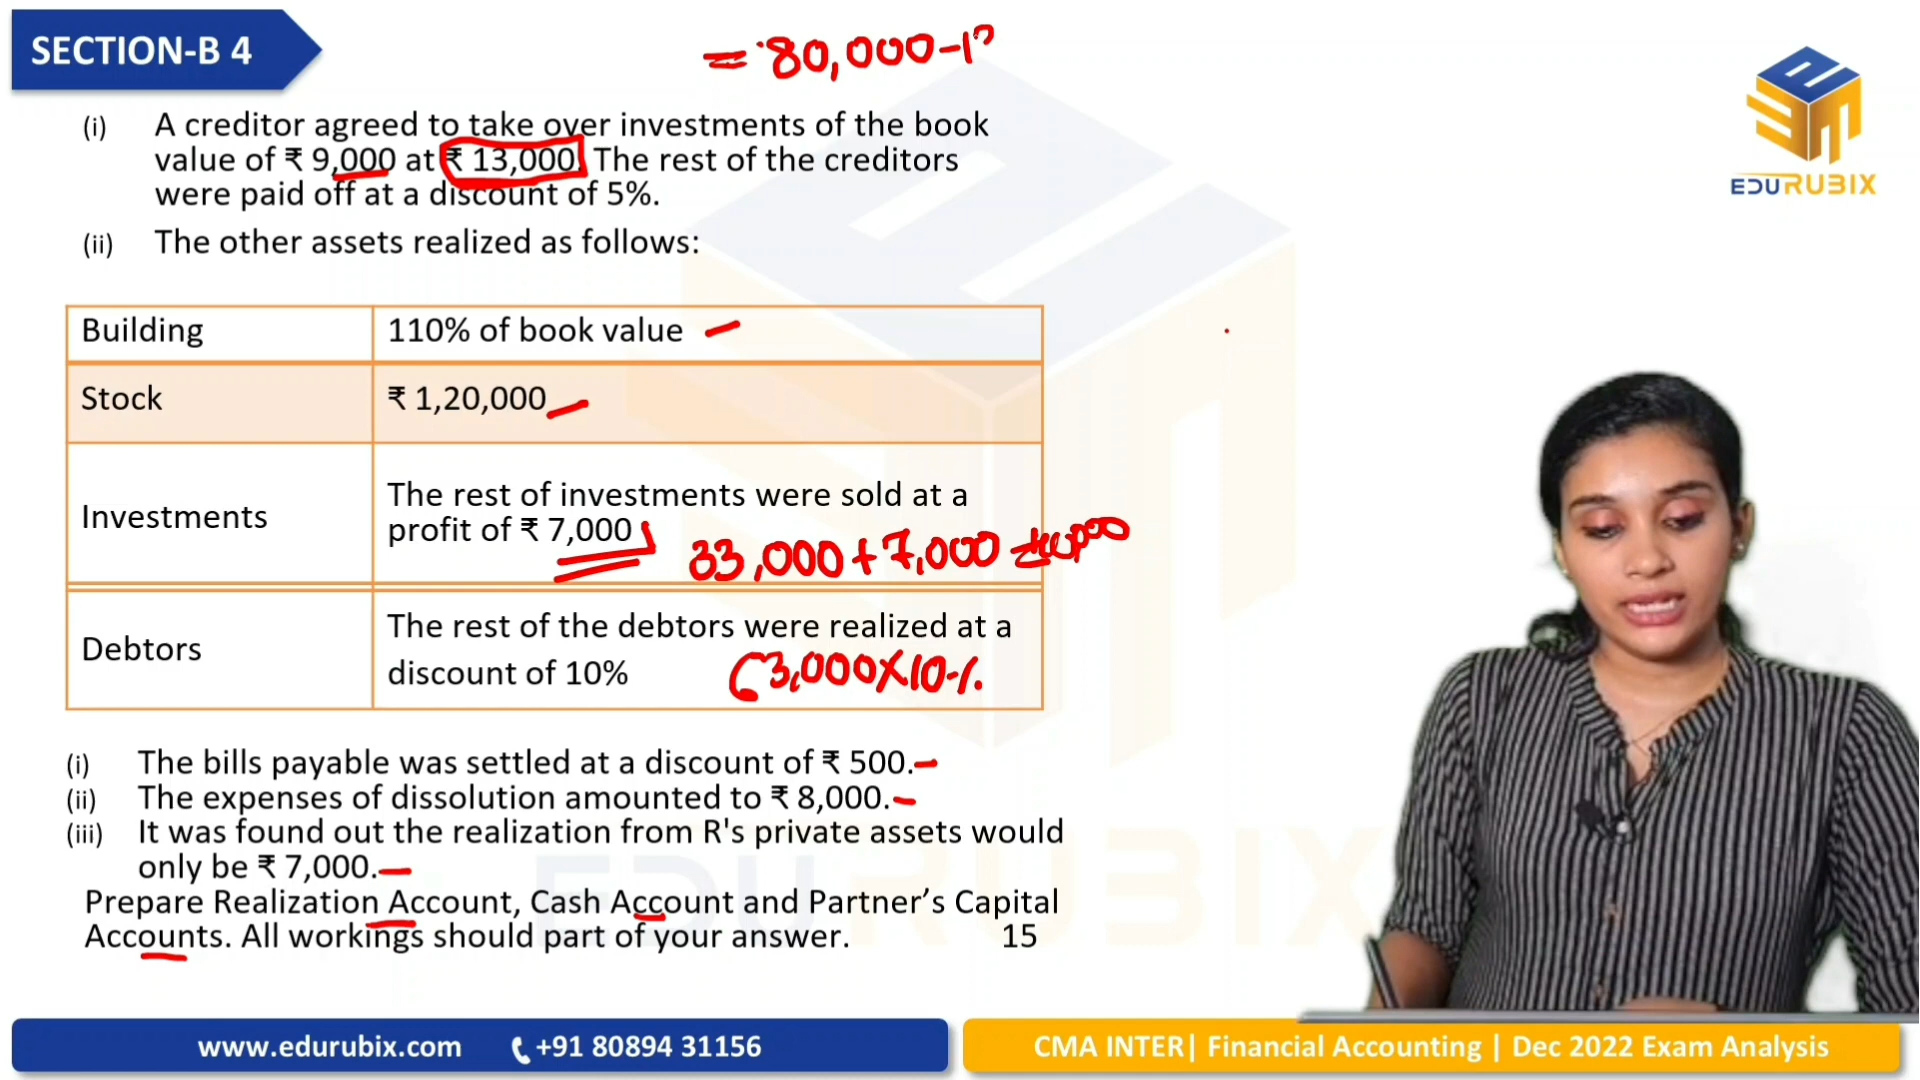 SECTION-B 4
= 80,000-13
(i) A creditor agreed to take over investments of the book
value of ₹ 9,000 at ₹ 13,000. The rest of the creditors
were paid off at a discount of 5%.
(ii) The other assets realized as follows:
EDURUBIX
Building 110% of book value
Stock ₹ 1,20,000
Investments The rest of investments were sold at a
profit of ₹ 7,000
33,000+7,000
Debtors The rest of the debtors were realized at a
discount of 10%
63,000×10%
(i) The bills payable was settled at a discount of ₹ 500.
(ii) The expenses of dissolution amounted to ₹ 8,000.
(iii) It was found out the realization from R's private assets would
only be ₹ 7,000.
Prepare Realization Account, Cash Account and Partner’s Capital
Accounts. All workings should part of your answer. 15
EDURUBIX
www.edurubix.com +91 80894 31156
CMA INTER| Financial Accounting | Dec 2022 Exam Analysis